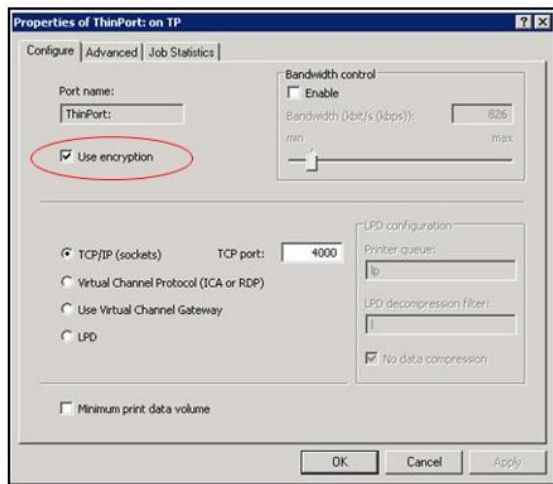 Properties of ThinPort: on TP
Configure
Advanced
Job Statistics
Port name:
ThinPort:
Use encryption
Bandwidth control
Enable
Bandwidth (kbit/s (kbps)):
826
min
max
TCP/IP (sockets)
TCP port:
4000
Virtual Channel Protocol (ICA or RDP)
Use Virtual Channel Gateway
LPD
LPD configuration
Printer queue:
lp
LPD decompression filter:
l
No data compression
Minimum print data volume
OK
Cancel
Apply